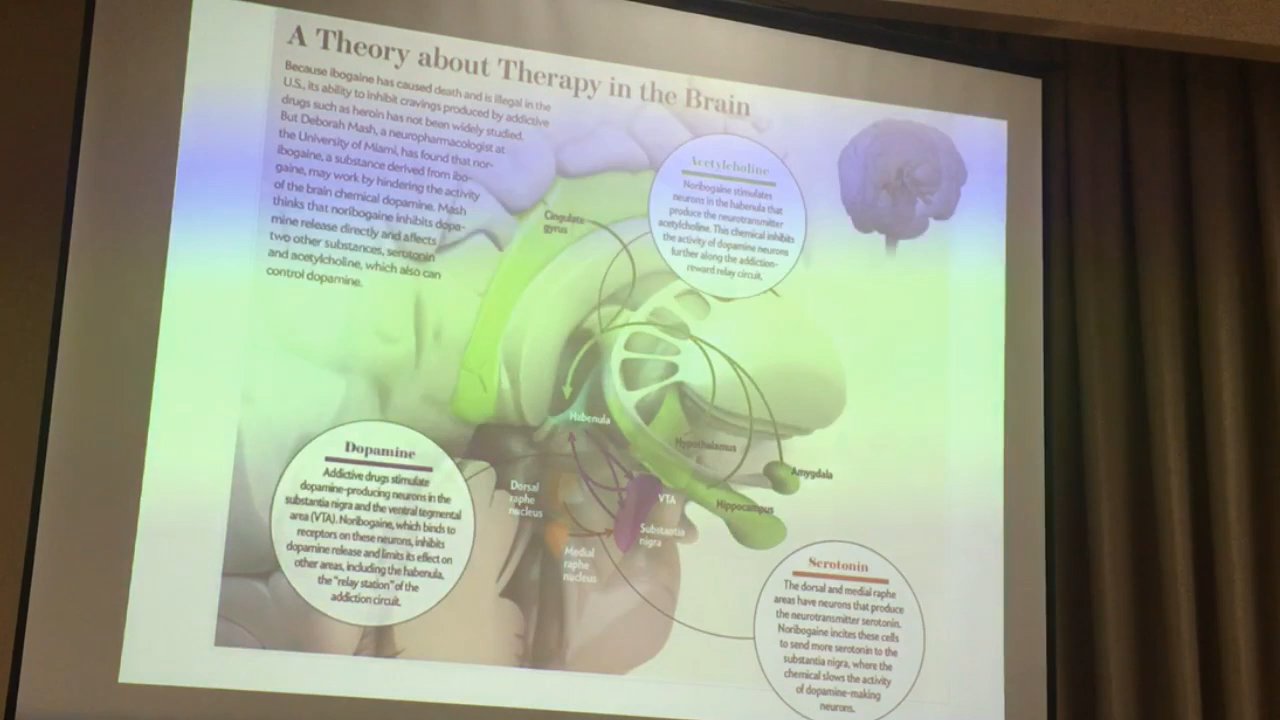 A Theory about Therapy in the Brain
Because ibogaine has caused death and is illegal in the
U.S., its ability to inhibit cravings produced by addictive
drugs such as heroin has not been widely studied.
But Deborah Mash, a neuropharmacologist at
the University of Miami, has found that nor-
ibogaine, a substance derived from ibo-
gaine, may work by hindering the activity
of the brain chemical dopamine. Mash
thinks that noribogaine inhibits dopa-
mine release directly and affects
two other substances, serotonin
and acetylcholine, which also can
control dopamine.
Acetylcholine
Noribogaine stimulates
neurons in the habenula that
produce the neurotransmitter
acetylcholine. This chemical inhibits
the activity of dopamine neurons
further along the addiction-
reward relay circuit.
Cingulate
gyrus
Habenula
Hypothalamus
Amygdala
Hippocampus
VTA
Substantia
nigra
Dorsal
raphe
nucleus
Medial
raphe
nucleus
Dopamine
Addictive drugs stimulate
dopamine-producing neurons in the
substantia nigra and the ventral tegmental
area (VTA). Noribogaine, which binds to
receptors on these neurons, inhibits
dopamine release and limits its effect on
other areas, including the habenula,
the "relay station" of the
addiction circuit.
Serotonin
The dorsal and medial raphe
areas have neurons that produce
the neurotransmitter serotonin.
Noribogaine incites these cells
to send more serotonin to the
substantia nigra, where the
chemical slows the activity
of dopamine-making
neurons.